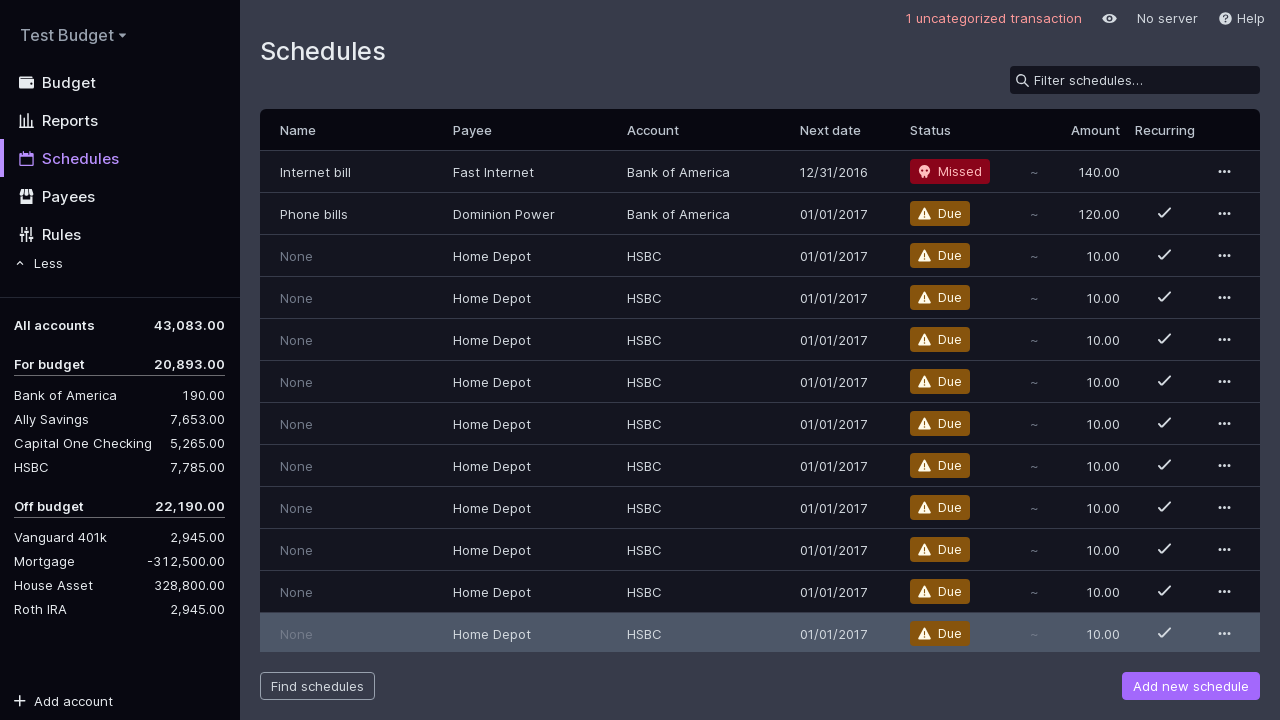 Test Budget
1 uncategorized transaction
No server
Help
Budget
Reports
Schedules
Payees
Rules
Less
All accounts 43,083.00
For budget 20,893.00
Bank of America 190.00
Ally Savings 7,653.00
Capital One Checking 5,265.00
HSBC 7,785.00
Off budget 22,190.00
Vanguard 401k 2,945.00
Mortgage -312,500.00
House Asset 328,800.00
Roth IRA 2,945.00
Add account
Schedules
Filter schedules...
Name Payee Account Next date Status Amount Recurring
Internet bill Fast Internet Bank of America 12/31/2016 Missed ~ 140.00
Phone bills Dominion Power Bank of America 01/01/2017 Due ~ 120.00
None Home Depot HSBC 01/01/2017 Due ~ 10.00
None Home Depot HSBC 01/01/2017 Due ~ 10.00
None Home Depot HSBC 01/01/2017 Due ~ 10.00
None Home Depot HSBC 01/01/2017 Due ~ 10.00
None Home Depot HSBC 01/01/2017 Due ~ 10.00
None Home Depot HSBC 01/01/2017 Due ~ 10.00
None Home Depot HSBC 01/01/2017 Due ~ 10.00
None Home Depot HSBC 01/01/2017 Due ~ 10.00
None Home Depot HSBC 01/01/2017 Due ~ 10.00
None Home Depot HSBC 01/01/2017 Due ~ 10.00
Find schedules
Add new schedule